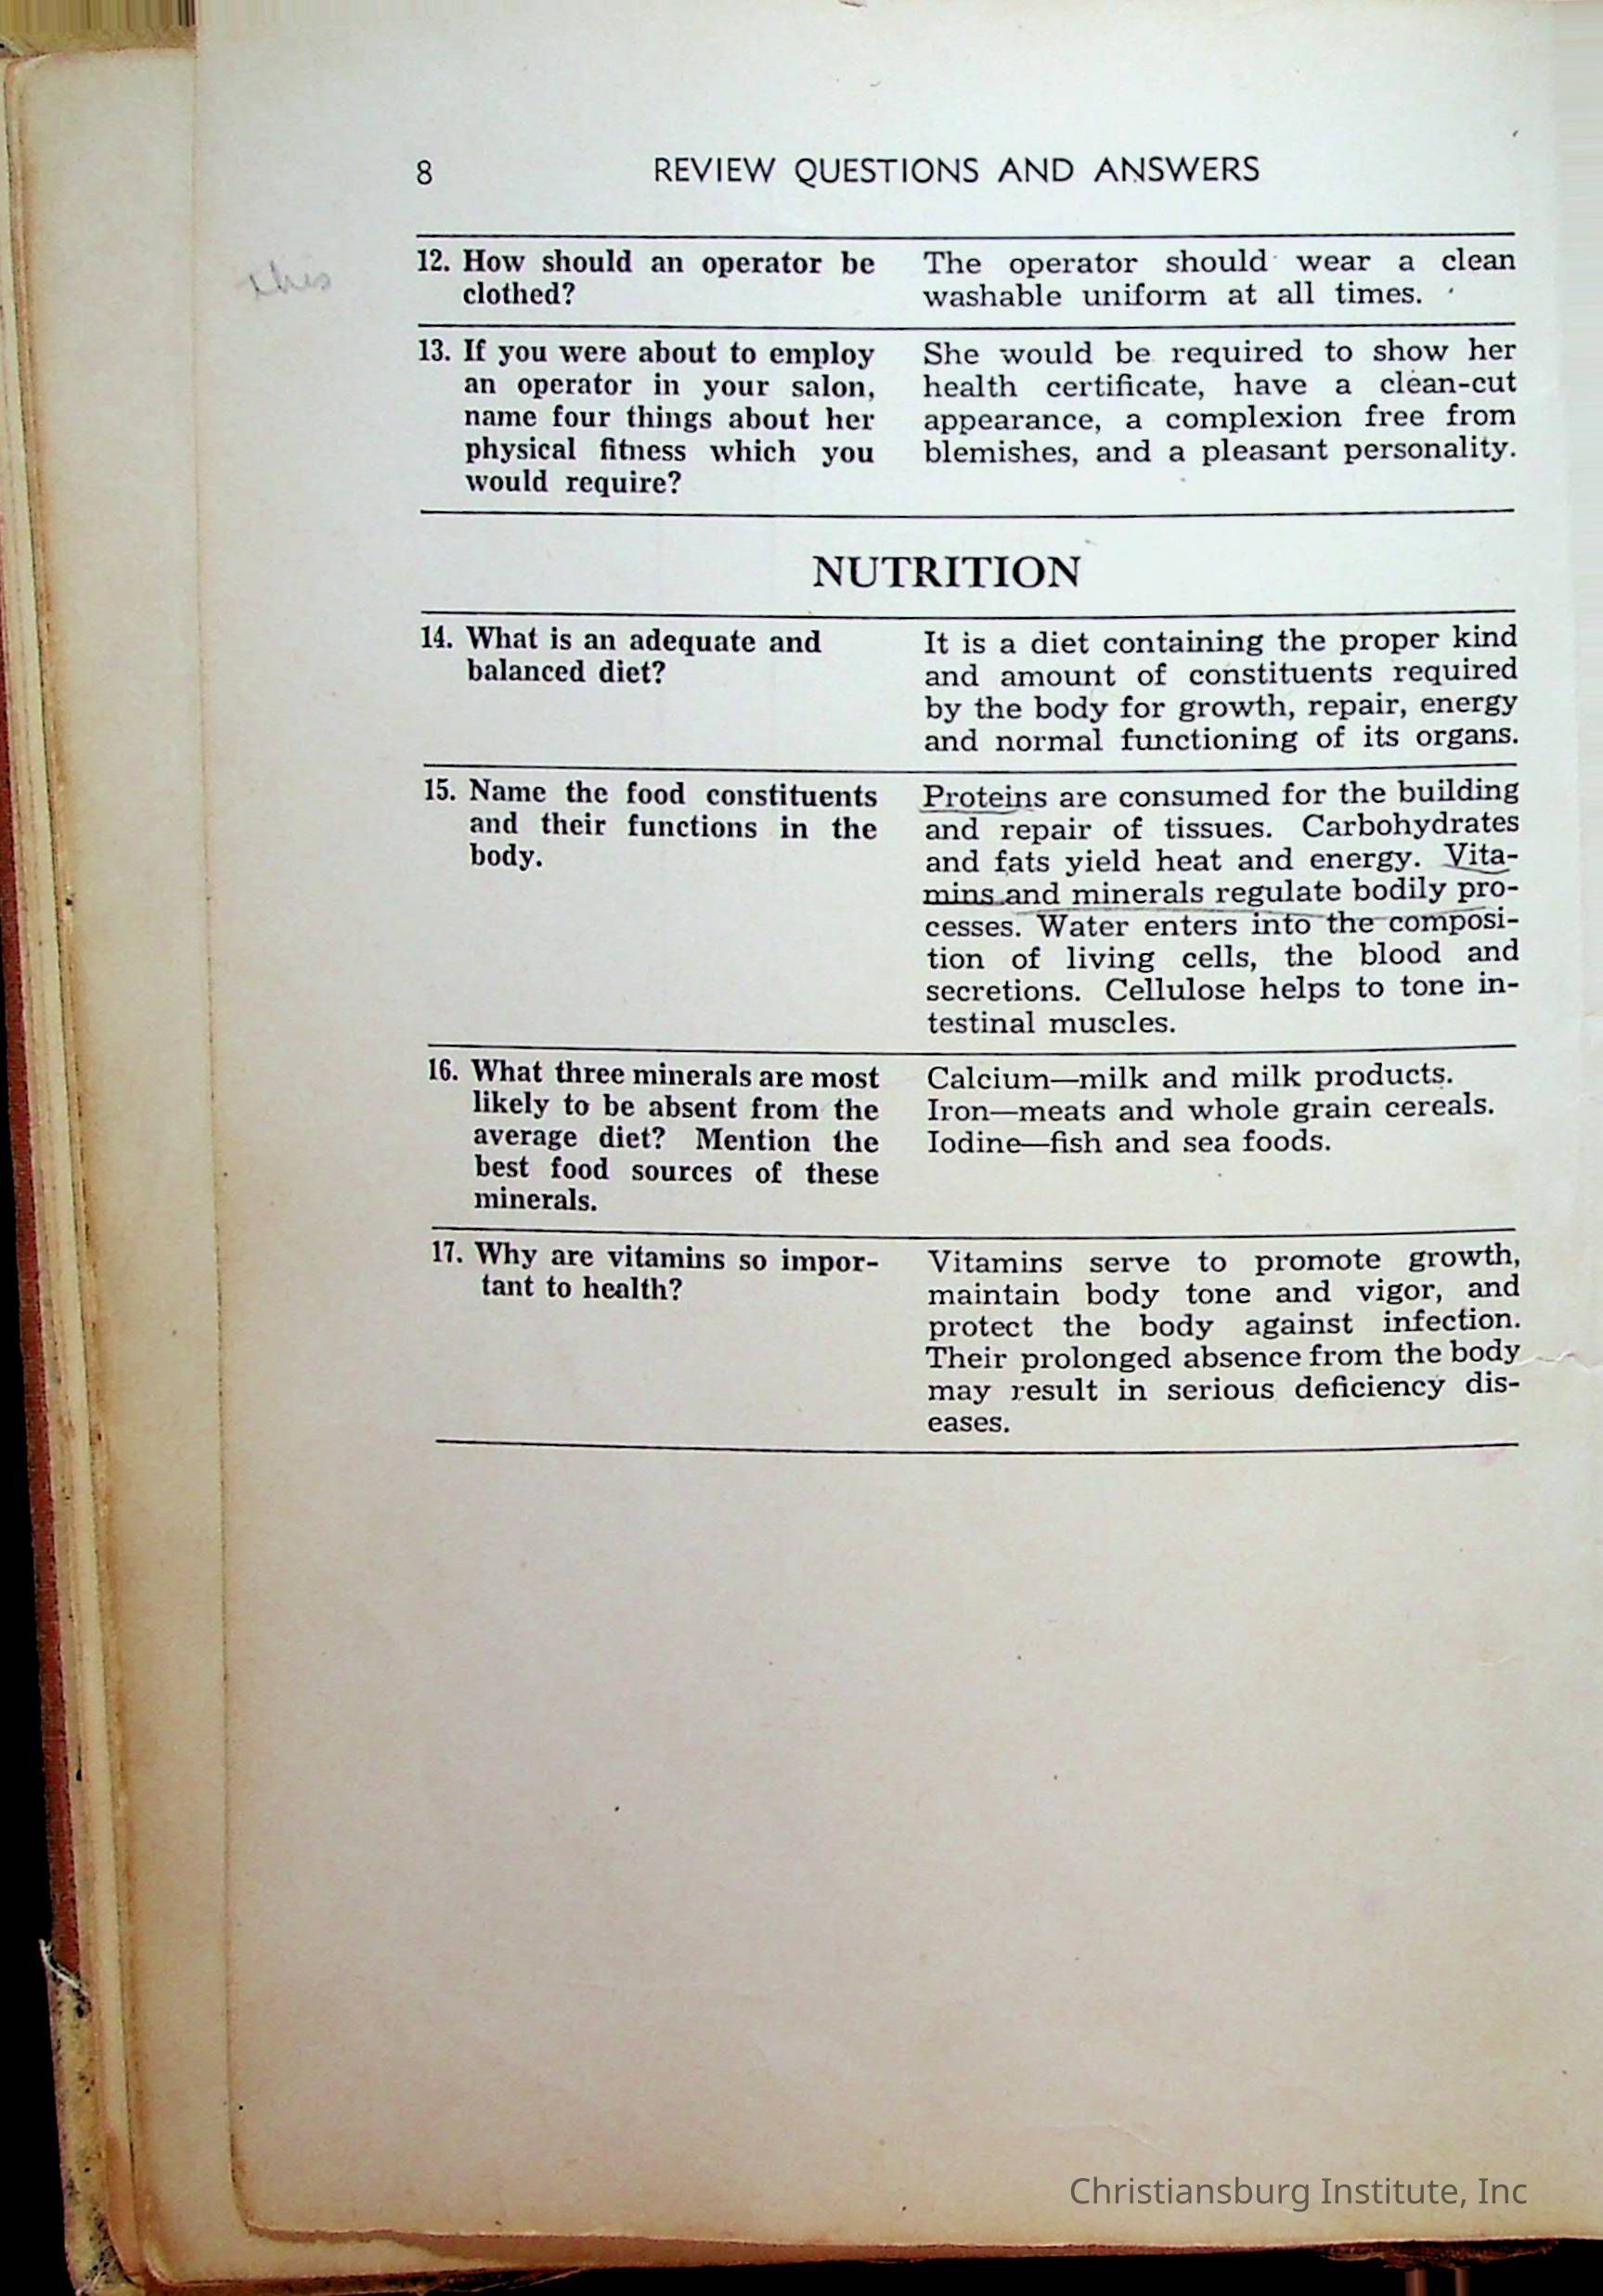 8 REVIEW QUESTIONS AND ANSWERS
this
12. How should an operator be
clothed?
The operator should wear a clean
washable uniform at all times.
13. If you were about to employ
an operator in your salon,
name four things about her
physical fitness which you
would require?
She would be required to show her
health certificate, have a clean-cut
appearance, a complexion free from
blemishes, and a pleasant personality.
NUTRITION
14. What is an adequate and
balanced diet?
It is a diet containing the proper kind
and amount of constituents required
by the body for growth, repair, energy
and normal functioning of its organs.
15. Name the food constituents
and their functions in the
body.
Proteins are consumed for the building
and repair of tissues. Carbohydrates
and fats yield heat and energy. Vita-
mins and minerals regulate bodily pro-
cesses. Water enters into the composi-
tion of living cells, the blood and
secretions. Cellulose helps to tone in-
testinal muscles.
16. What three minerals are most
likely to be absent from the
average diet? Mention the
best food sources of these
minerals.
Calcium—milk and milk products.
Iron—meats and whole grain cereals.
Iodine—fish and sea foods.
17. Why are vitamins so impor-
tant to health?
Vitamins serve to promote growth,
maintain body tone and vigor, and
protect the body against infection.
Their prolonged absence from the body
may result in serious deficiency dis-
eases.
Christiansburg Institute, Inc